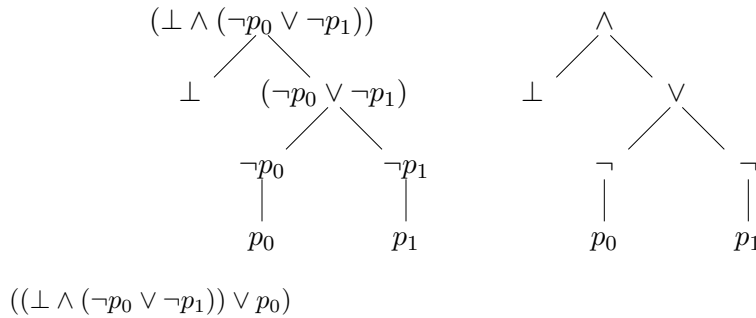 (⊥ ∧ (¬p₀ ∨ ¬p₁)) ∧
⊥ (¬p₀ ∨ ¬p₁) ⊥ ∨
¬p₀ ¬p₁ ¬ ¬
p₀ p₁ p₀ p₁
((⊥ ∧ (¬p₀ ∨ ¬p₁)) ∨ p₀)